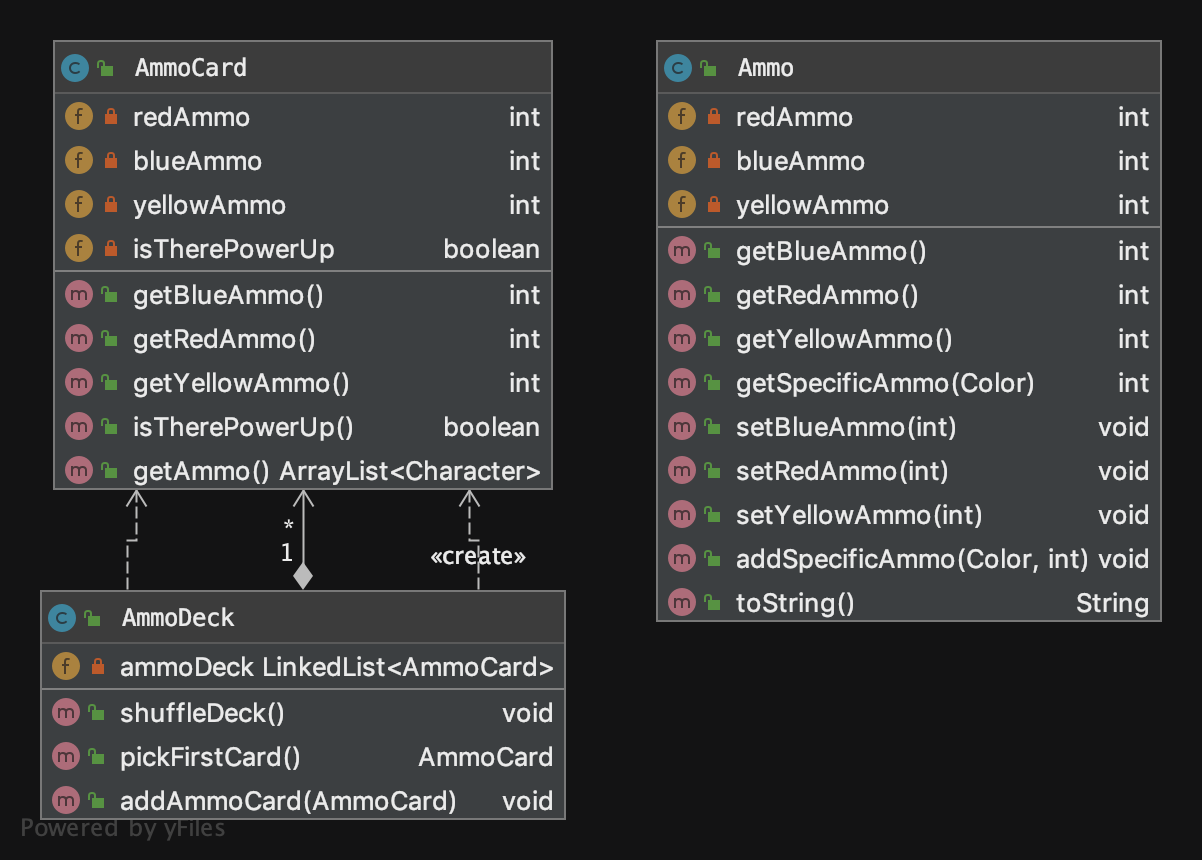 AmmoCard
redAmmo int
blueAmmo int
yellowAmmo int
isTherePowerUp boolean
getBlueAmmo() int
getRedAmmo() int
getYellowAmmo() int
isTherePowerUp() boolean
getAmmo() ArrayList<Character>
*
1
«create»
AmmoDeck
ammoDeck LinkedList<AmmoCard>
shuffleDeck() void
pickFirstCard() AmmoCard
addAmmoCard(AmmoCard) void
Ammo
redAmmo int
blueAmmo int
yellowAmmo int
getBlueAmmo() int
getRedAmmo() int
getYellowAmmo() int
getSpecificAmmo(Color) int
setBlueAmmo(int) void
setRedAmmo(int) void
setYellowAmmo(int) void
addSpecificAmmo(Color, int) void
toString() String
Powered by yFiles